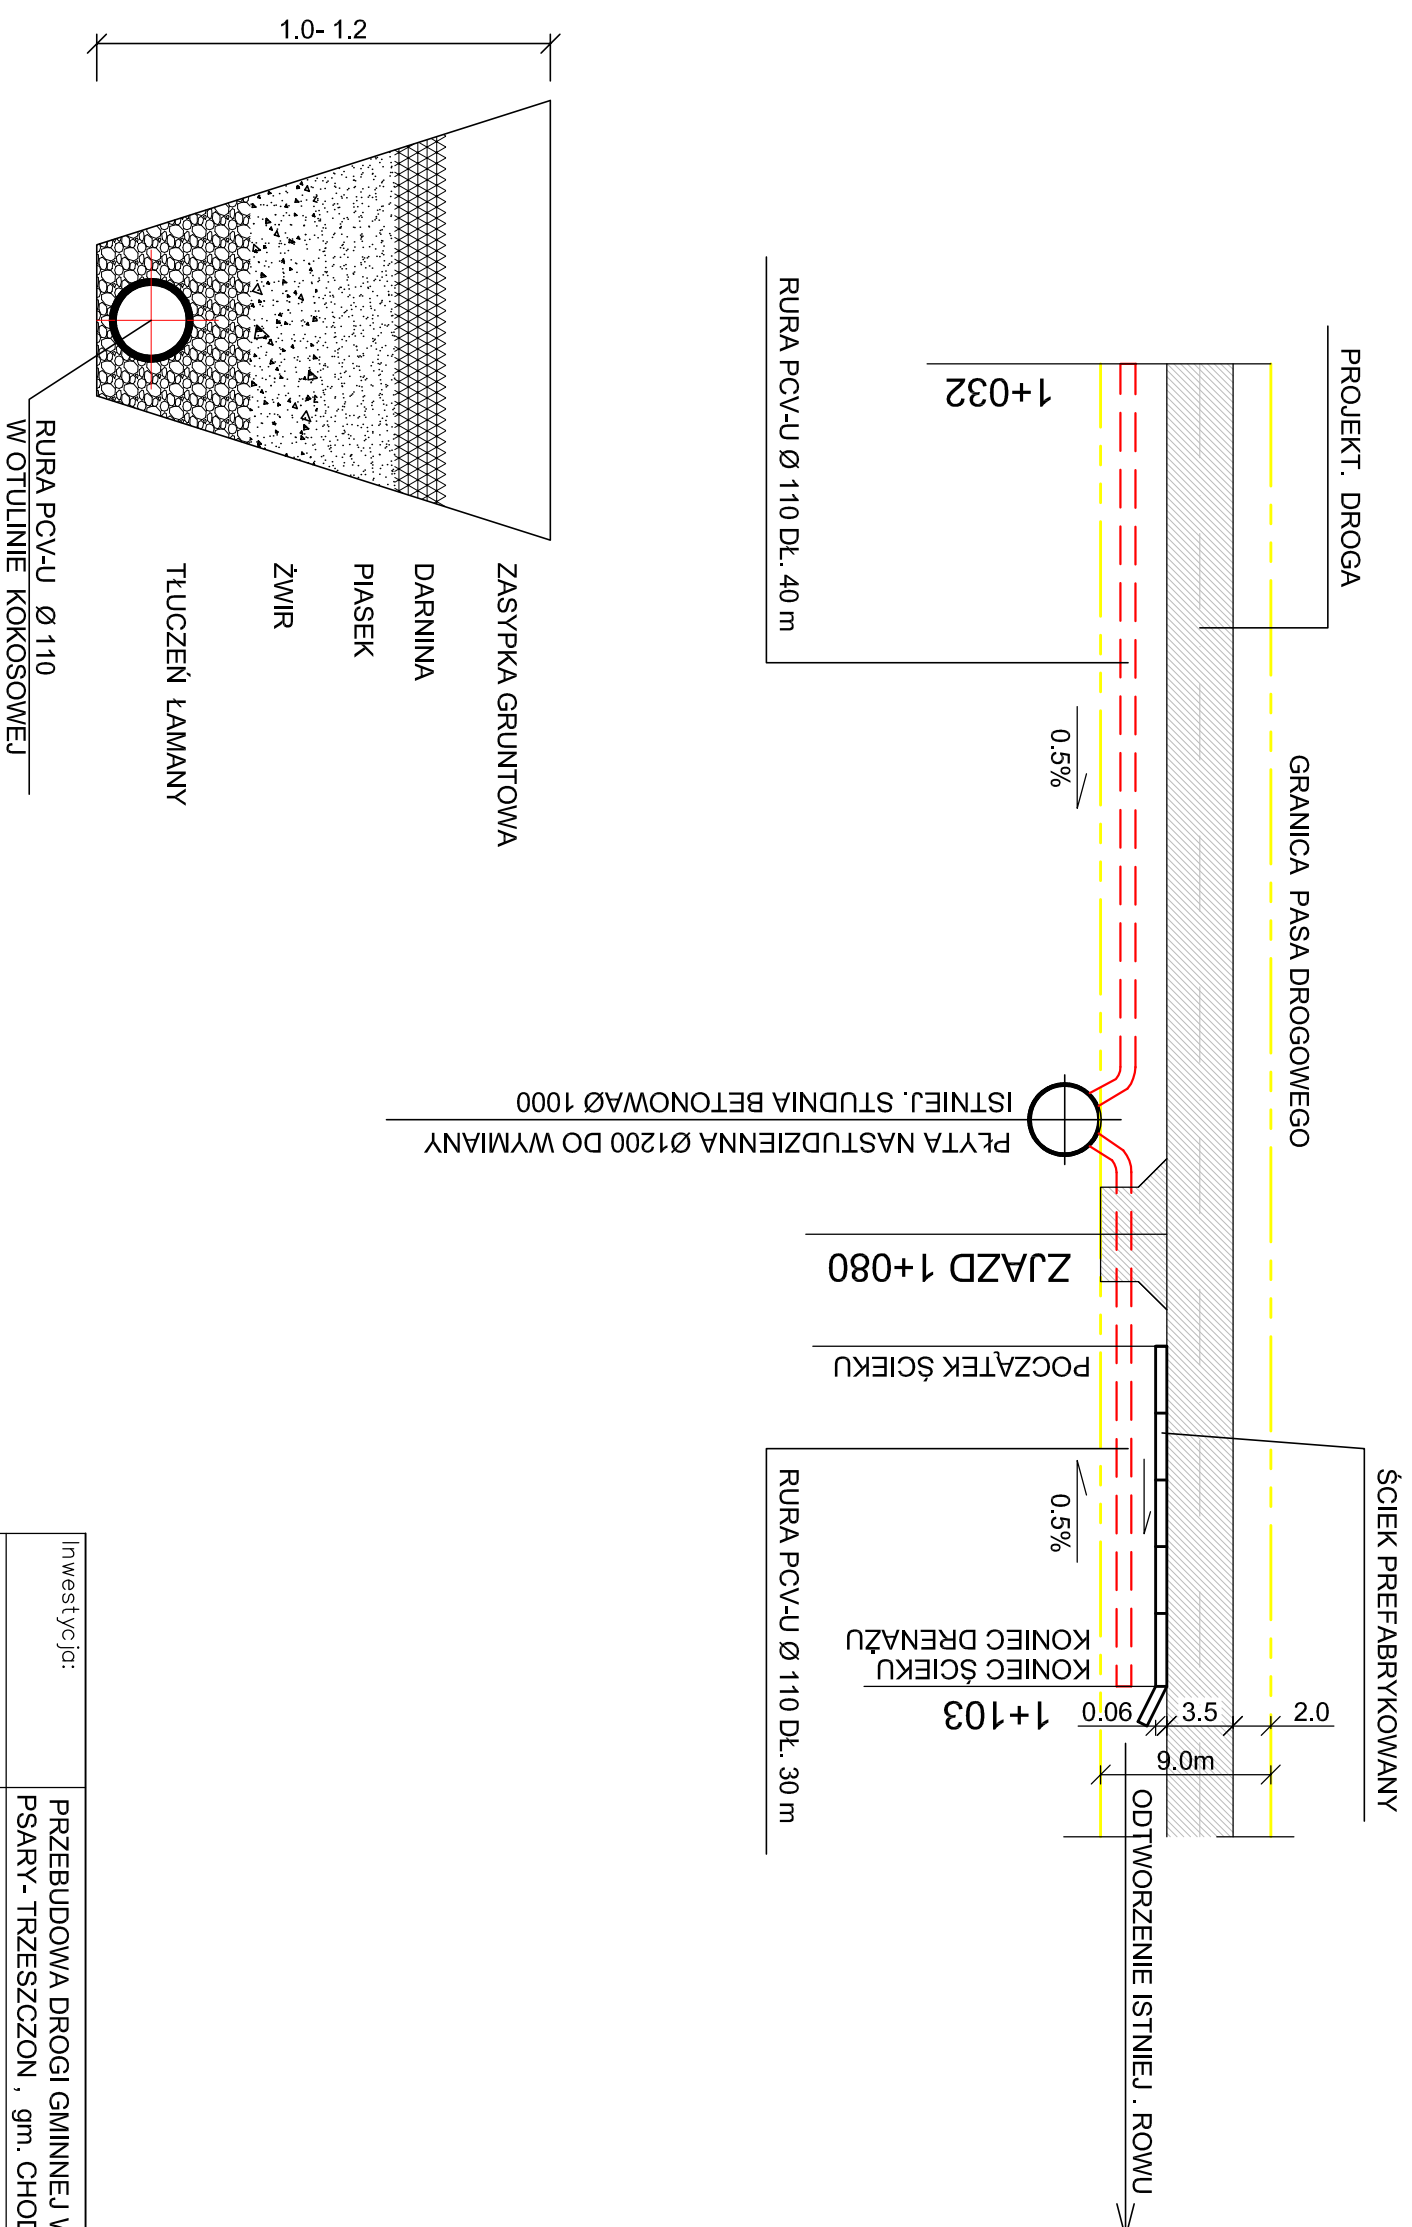 PROJEKT. DROGA
GRANICA PASA DROGOWEGO
ŚCIEK PREFABRYKOWANY
1+032
0.5%
RURA PCV-U Ø 110 DŁ. 40 m
ISTNIEJ. STUDNIA BETONOWAØ 1000
PŁYTA NASTUDZIENNA Ø1200 DO WYMIANY
ZJAZD 1+080
POCZĄTEK ŚCIEKU
0.5%
RURA PCV-U Ø 110 DŁ. 30 m
KONIEC DRENAŻU
KONIEC ŚCIEKU
1+103
0.06
3.5
2.0
9.0m
ODTWORZENIE ISTNIEJ . ROWU
1.0- 1.2
ZASYPKA GRUNTOWA
DARNINA
PIASEK
ŻWIR
TŁUCZEŃ ŁAMANY
RURA PCV-U Ø 110
W OTULINIE KOKOSOWEJ
Inwestycja:
PRZEBUDOWA DROGI GMINNEJ W
PSARY- TRZESZCZON , gm. CHOD